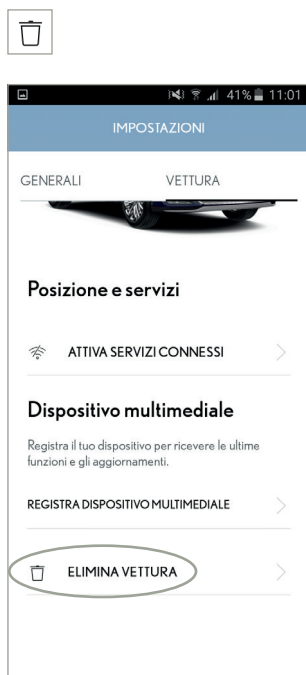 41% 11:01
IMPOSTAZIONI
GENERALI VETTURA
Posizione e servizi
ATTIVA SERVIZI CONNESSI
Dispositivo multimediale
Registra il tuo dispositivo per ricevere le ultime
funzioni e gli aggiornamenti.
REGISTRA DISPOSITIVO MULTIMEDIALE
ELIMINA VETTURA